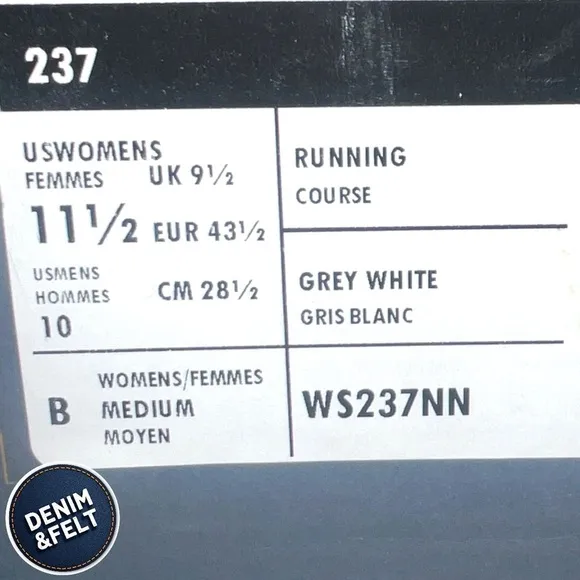 237
USWOMENS
FEMMES
UK 9½
11½
EUR 43½
USMENS
HOMMES
10
CM 28½
RUNNING
COURSE
GREY WHITE
GRIS BLANC
B
WOMENS/FEMMES
MEDIUM
MOYEN
WS237NN
DENIM
&FELT